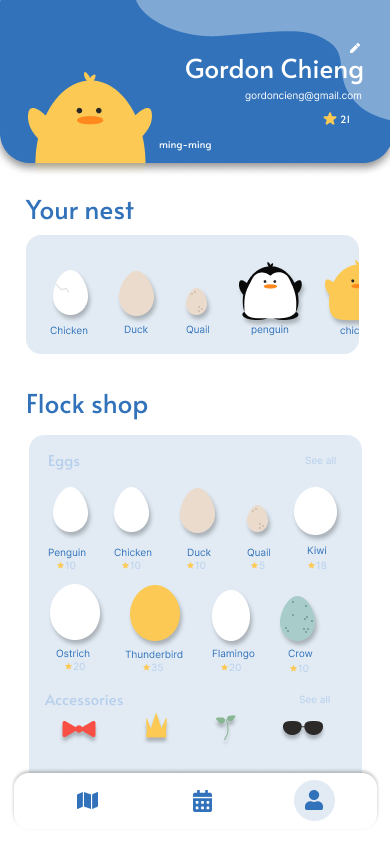 Gordon Chieng
gordoncieng@gmail.com
21
ming-ming
Your nest
Chicken Duck Quail penguin chic
Flock shop
Eggs See all
Penguin Chicken Duck Quail Kiwi
10 10 10 5 18
Ostrich Thunderbird Flamingo Crow
20 35 20 10
Accessories See all